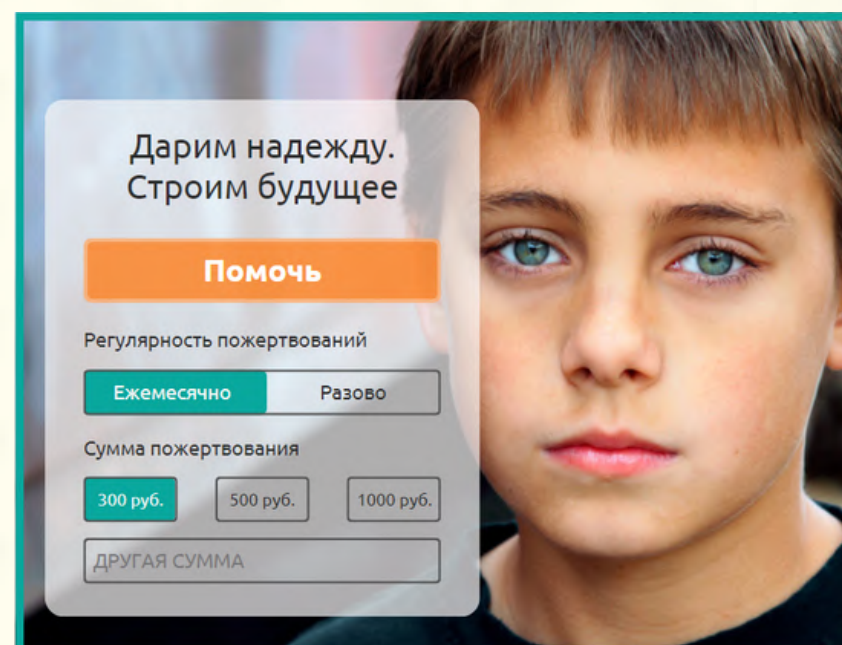 Дарим надежду.
Строим будущее
Помочь
Регулярность пожертвований
Ежемесячно Разово
Сумма пожертвования
300 руб. 500 руб. 1000 руб.
ДРУГАЯ СУММА